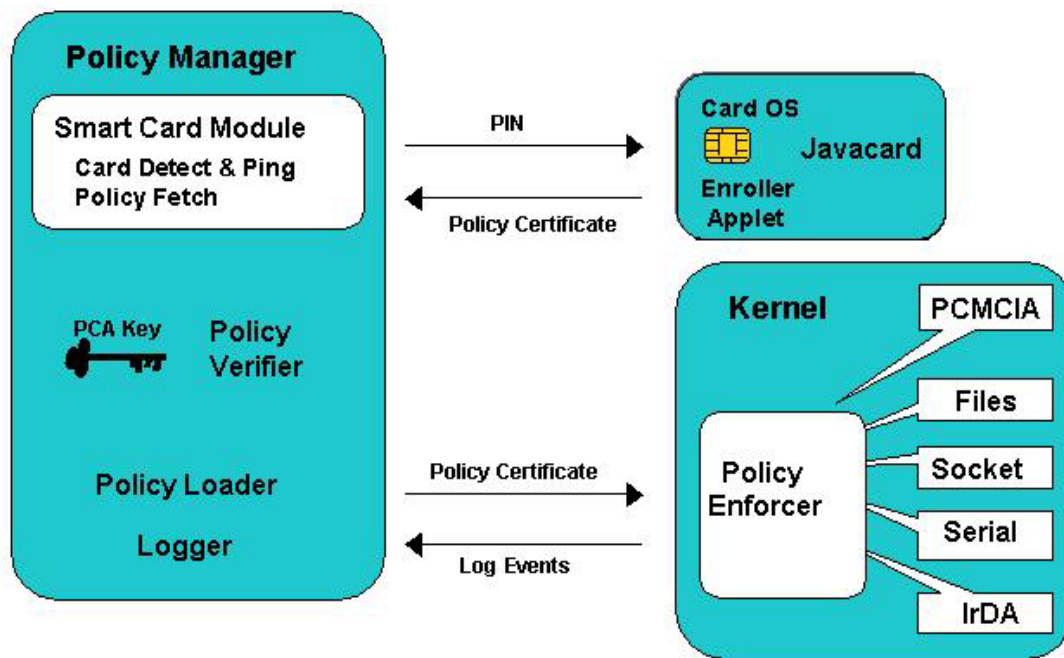 Policy Manager
Smart Card Module
Card Detect & Ping
Policy Fetch
PCA Key
Policy
Verifier
Policy Loader
Logger
PIN
Policy Certificate
Policy Certificate
Log Events
Card OS
Javacard
Enroller
Applet
Kernel
PCMCIA
Files
Socket
Serial
IrDA
Policy
Enforcer